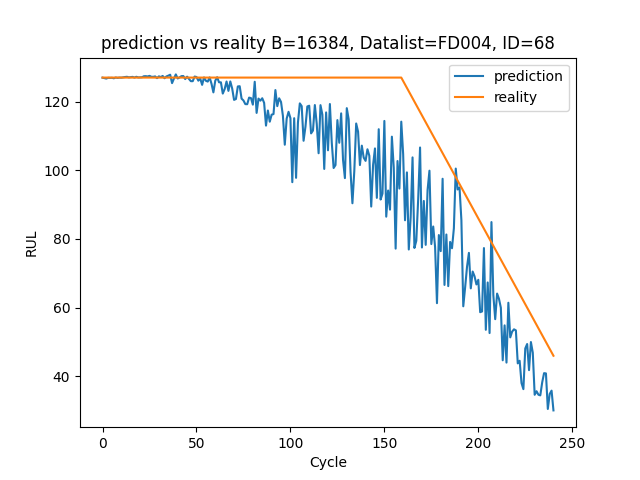 prediction vs reality B=16384, Datalist=FD004, ID=68
prediction
reality
RUL
120
100
80
60
40
0
50
100
150
200
250
Cycle